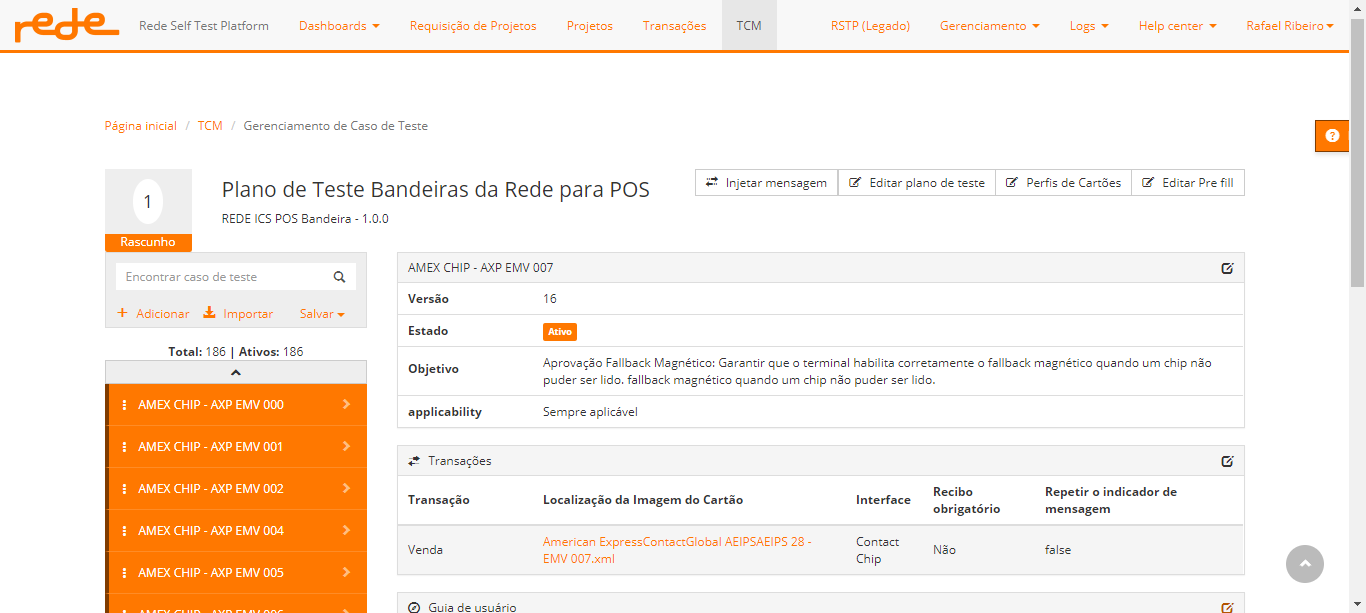 rede Rede Self Test Platform Dashboards Requisição de Projetos Projetos Transações TCM RSTP (Legado) Gerenciamento Logs Help center Rafael Ribeiro
Página inicial / TCM / Gerenciamento de Caso de Teste
?
1
Rascunho
Plano de Teste Bandeiras da Rede para POS
REDE ICS POS Bandeira - 1.0.0
Injetar mensagem Editar plano de teste Perfis de Cartões Editar Pre fill
Encontrar caso de teste
+ Adicionar Importar Salvar
Total: 186 | Ativos: 186
AMEX CHIP - AXP EMV 000
AMEX CHIP - AXP EMV 001
AMEX CHIP - AXP EMV 002
AMEX CHIP - AXP EMV 004
AMEX CHIP - AXP EMV 005
AMEX CHIP - AXP EMV 006
AMEX CHIP - AXP EMV 007
Versão 16
Estado Ativo
Objetivo Aprovação Fallback Magnético: Garantir que o terminal habilita corretamente o fallback magnético quando um chip não
puder ser lido. fallback magnético quando um chip não puder ser lido.
applicability Sempre aplicável
Transações
Transação Localização da Imagem do Cartão Interface Recibo obrigatório Repetir o indicador de mensagem
Venda American ExpressContactGlobal AEIPSAEIPS 28 - EMV 007.xml Contact Chip Não false
Guia de usuário